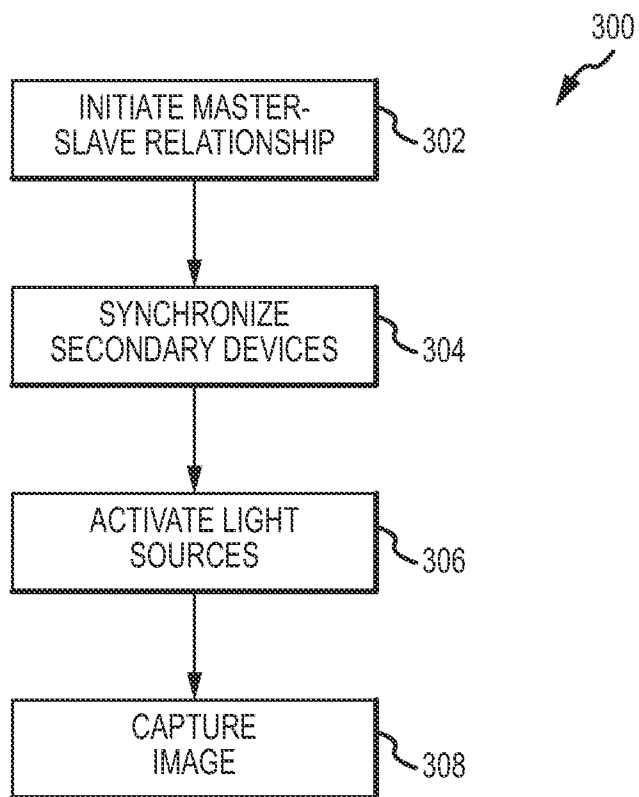 300
INITIATE MASTER-
SLAVE RELATIONSHIP
302
SYNCHRONIZE
SECONDARY DEVICES
304
ACTIVATE LIGHT
SOURCES
306
CAPTURE
IMAGE
308